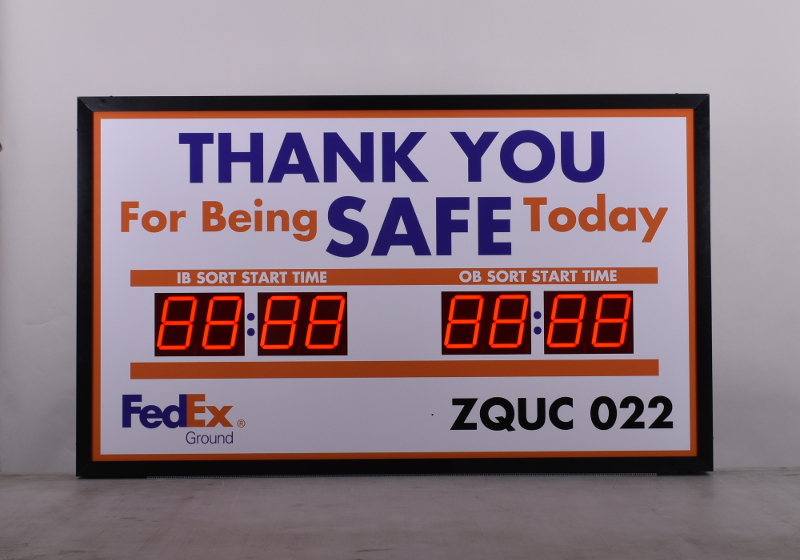 THANK YOU
For Being SAFE Today
IB SORT START TIME OB SORT START TIME
88:88 88:88
FedEx® ZQUC 022
Ground